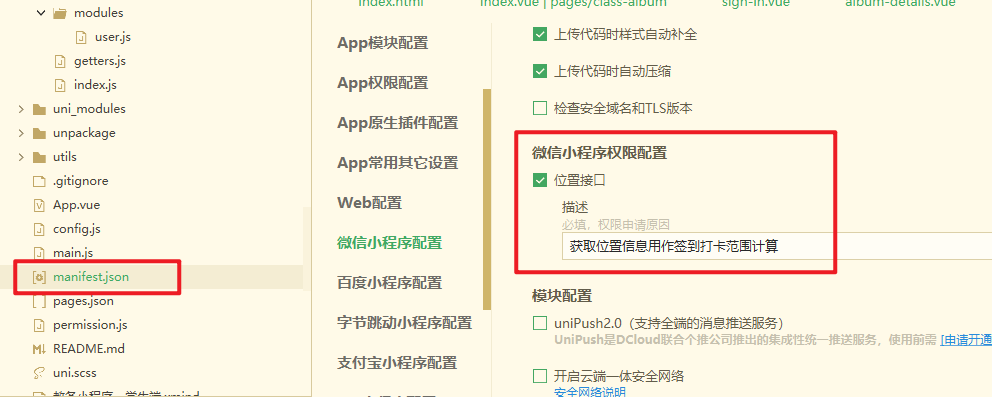 modules
user.js
getters.js
index.js
uni_modules
unpackage
utils
.gitignore
App.vue
config.js
main.js
manifest.json
pages.json
permission.js
README.md
uni.scss
index.html
index.vue | pages/class-album
sign-in.vue
album-details.vue
App模块配置
App权限配置
App原生插件配置
App常用其它设置
Web配置
微信小程序配置
百度小程序配置
字节跳动小程序配置
支付宝小程序配置
上传代码时样式自动补全
上传代码时自动压缩
检查安全域名和TLS版本
微信小程序权限配置
位置接口
描述
必填，权限申请原因
获取位置信息用作签到打卡范围计算
模块配置
uniPush2.0（支持全端的消息推送服务）
UniPush是DCloud联合个推公司推出的集成性统一推送服务，使用前需 [申请开通
开启云端一体安全网络
安全网络说明